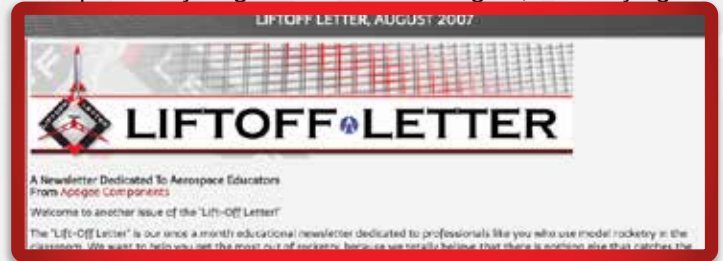 LIFTOFF LETTER, AUGUST 2007
LIFTOFF LETTER
A Newsletter Dedicated To Aerospace Educators
From Apogee Components
Welcome to another issue of the "Lift-Off Letter!"
The "Lift-Off Letter" is our once a month educational newsletter dedicated to professionals like you who use model rocketry in the
classroom. We want to help you get the most out of rocketry, because we totally believe that there is nothing else that catches the